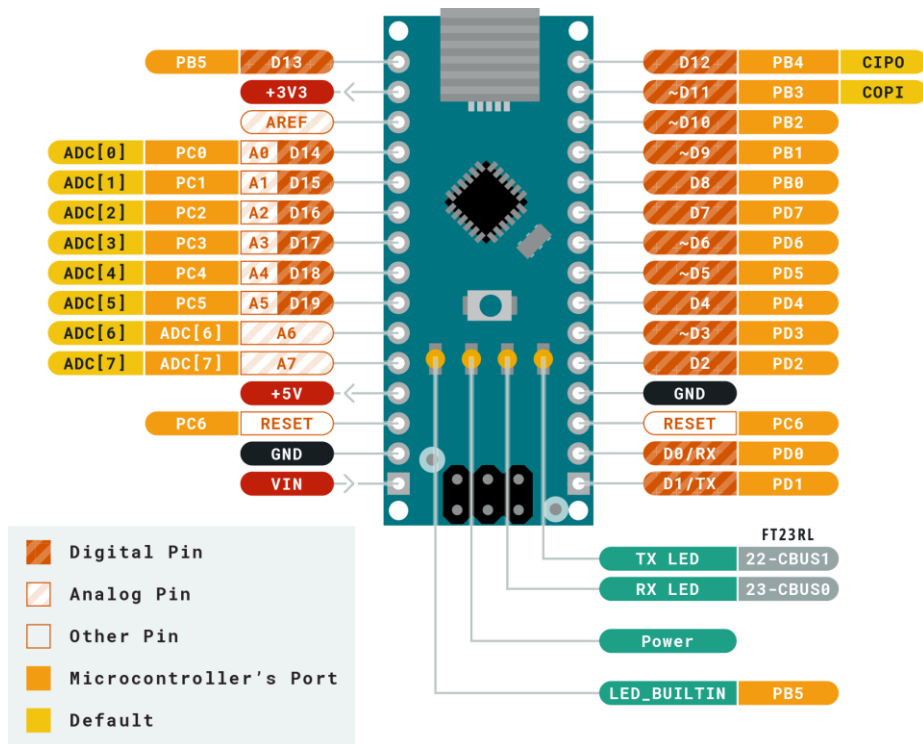 PB5 D13
+3V3
AREF
ADC[0] PC0 A0 D14
ADC[1] PC1 A1 D15
ADC[2] PC2 A2 D16
ADC[3] PC3 A3 D17
ADC[4] PC4 A4 D18
ADC[5] PC5 A5 D19
ADC[6] ADC[6] A6
ADC[7] ADC[7] A7
+5V
PC6 RESET
GND
VIN
D12 PB4 CIPO
~D11 PB3 COPI
~D10 PB2
~D9 PB1
D8 PB0
D7 PD7
~D6 PD6
~D5 PD5
D4 PD4
~D3 PD3
D2 PD2
GND
RESET PC6
D0/RX PD0
D1/TX PD1
FT23RL
TX LED 22-CBUS1
RX LED 23-CBUS0
Power
LED_BUILTIN PB5
Digital Pin
Analog Pin
Other Pin
Microcontroller's Port
Default